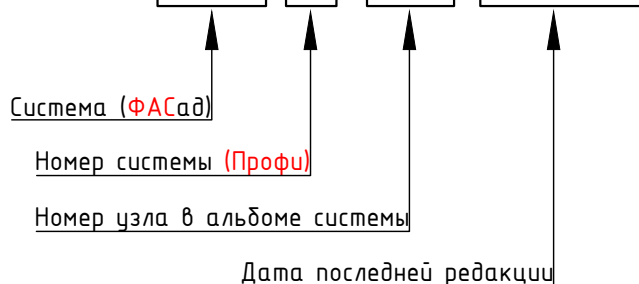 Система (ФАСад)
Номер системы (Профи)
Номер узла в альбоме системы
Дата последней редакции